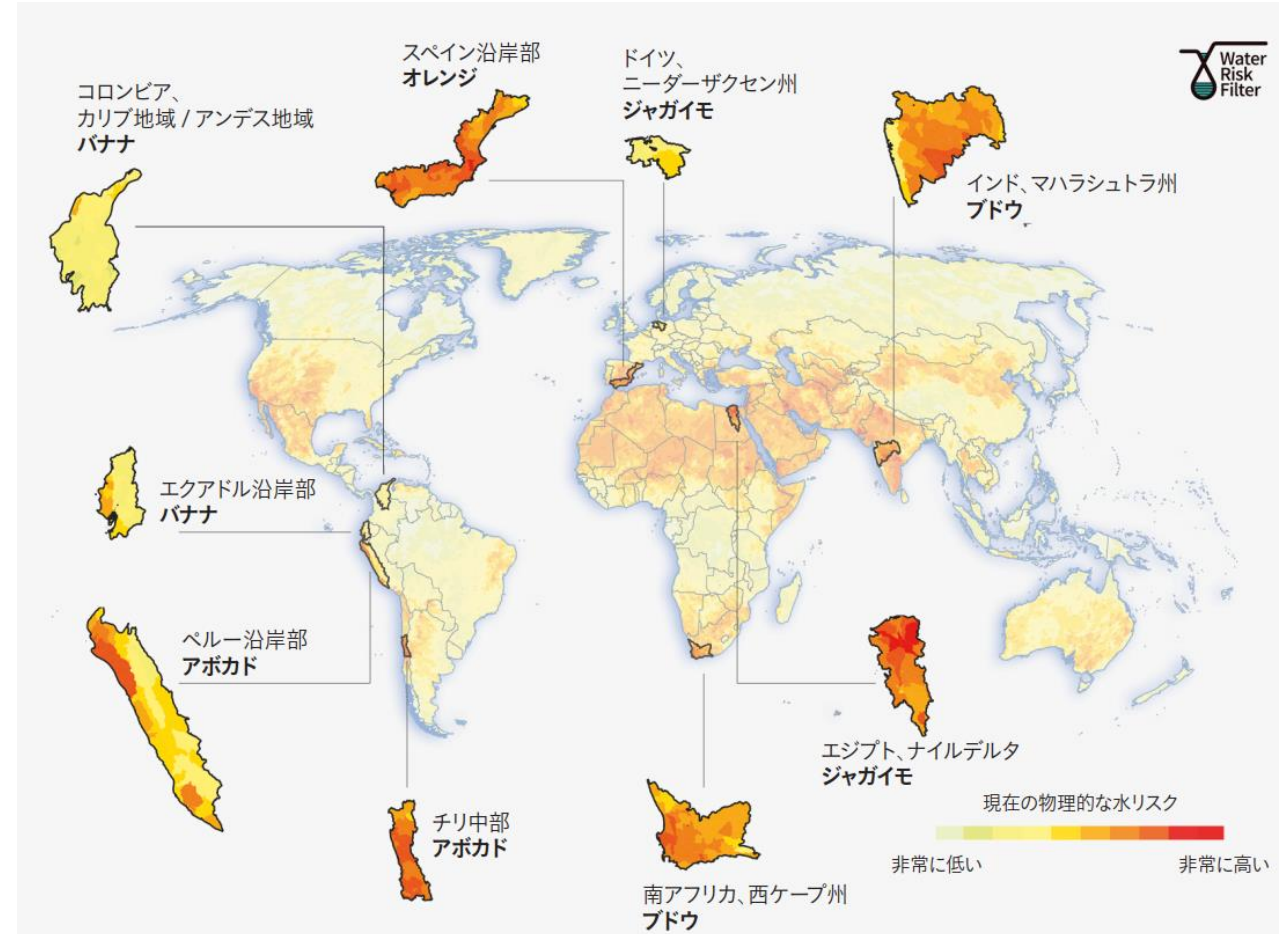 コロンビア、
カリブ地域 / アンデス地域
バナナ
スペイン沿岸部
オレンジ
ドイツ、
ニーダーザクセン州
ジャガイモ
Water
Risk
Filter
インド、マハラシュトラ州
ブドウ
エクアドル沿岸部
バナナ
ペルー沿岸部
アボカド
チリ中部
アボカド
南アフリカ、西ケープ州
ブドウ
エジプト、ナイルデルタ
ジャガイモ
現在の物理的な水リスク
非常に低い
非常に高い